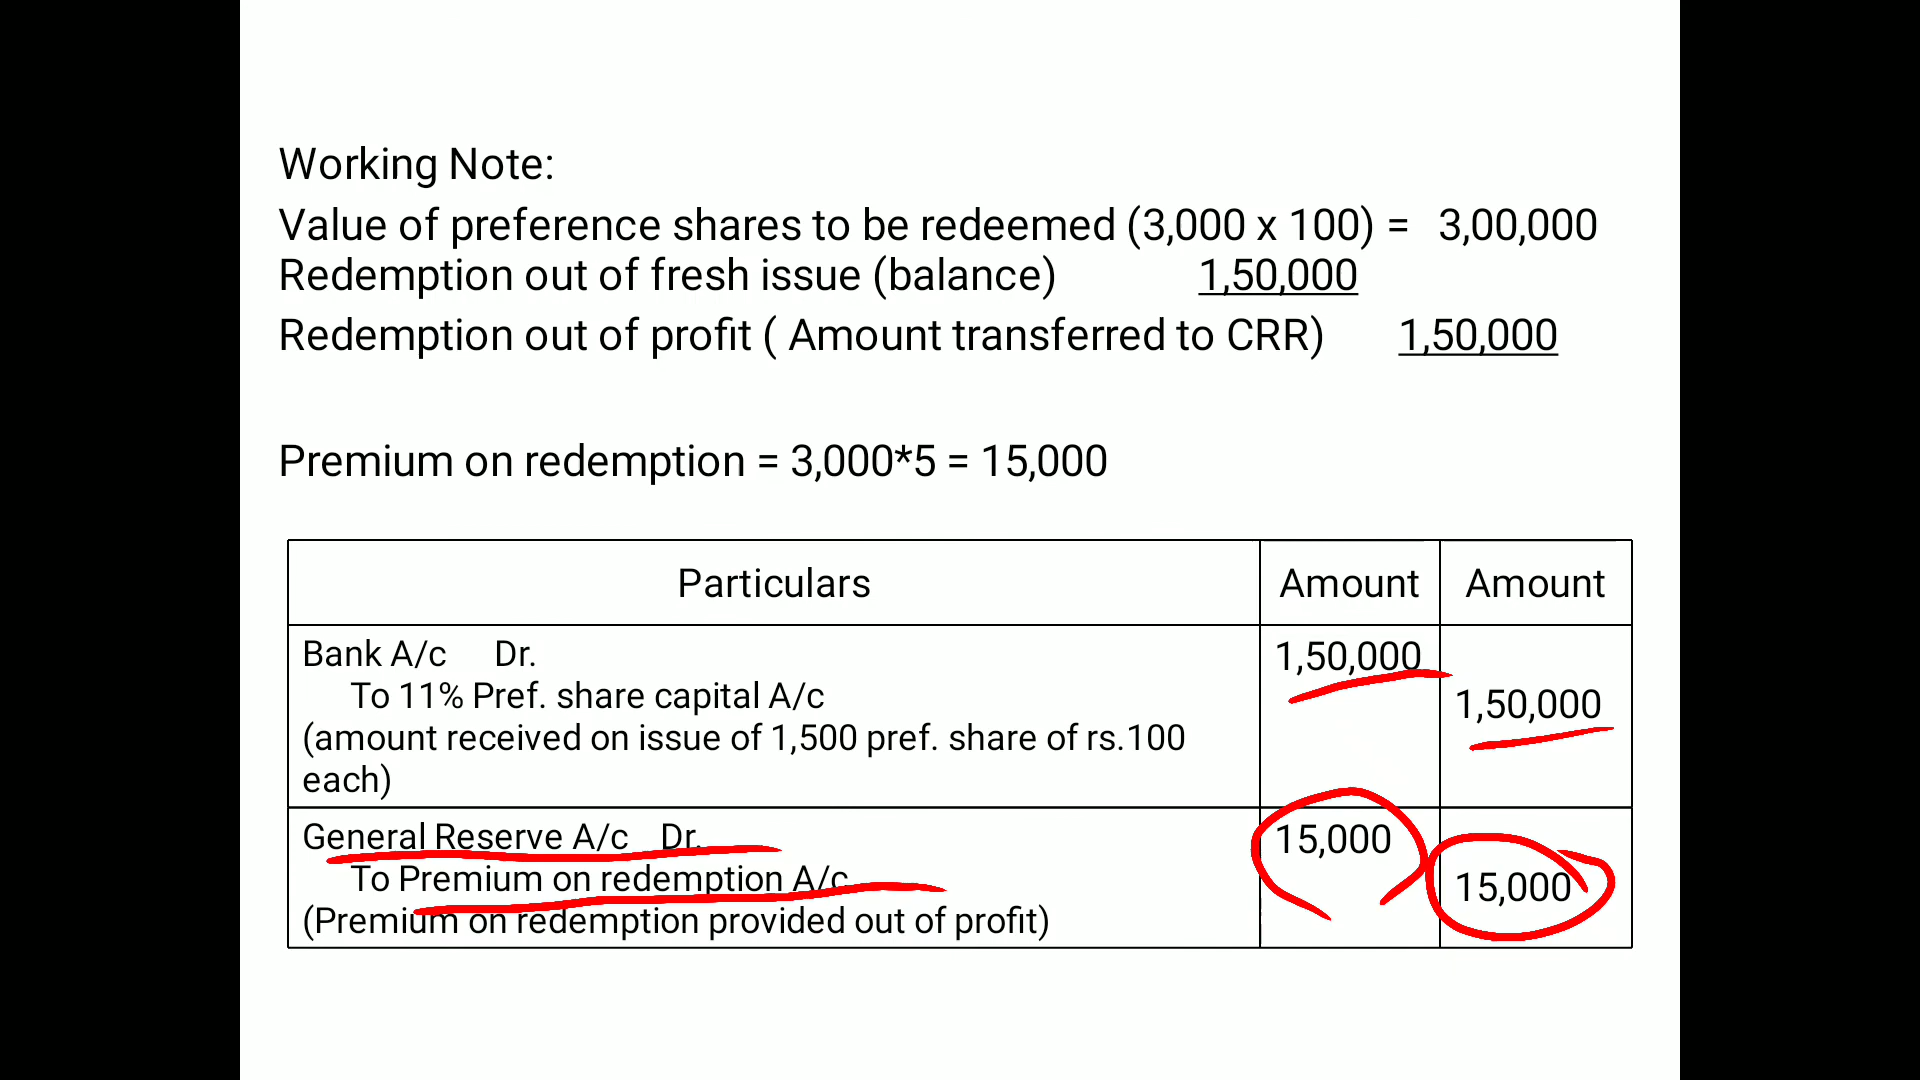 Working Note:
Value of preference shares to be redeemed (3,000 x 100) = 3,00,000
Redemption out of fresh issue (balance) 1,50,000
Redemption out of profit ( Amount transferred to CRR) 1,50,000
Premium on redemption = 3,000*5 = 15,000
Particulars Amount Amount
Bank A/c Dr. 1,50,000
To 11% Pref. share capital A/c 1,50,000
(amount received on issue of 1,500 pref. share of rs.100
each)
General Reserve A/c Dr. 15,000
To Premium on redemption A/c 15,000
(Premium on redemption provided out of profit)